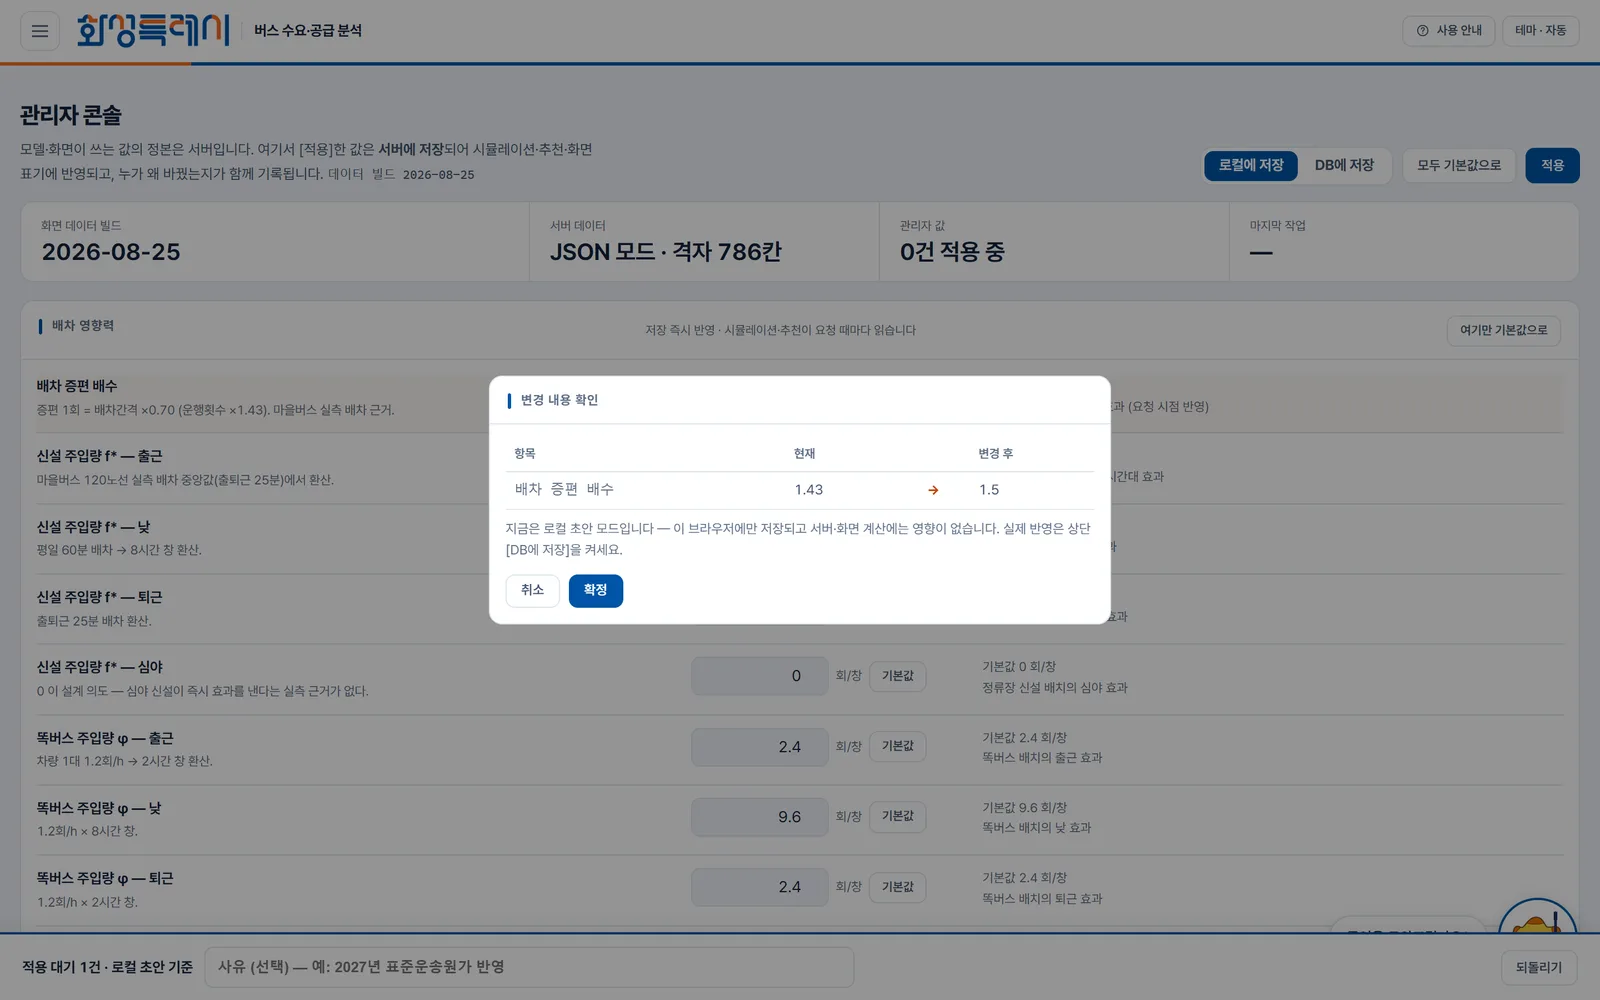 화성특례시
버스 수요·공급 분석
사용 안내
테마 · 자동
관리자 콘솔
모델·화면이 쓰는 값의 정본은 서버입니다. 여기서 [적용]한 값은 서버에 저장되어 시뮬레이션·추천·화면
표기에 반영되고, 누가 왜 바꿨는지가 함께 기록됩니다. 데이터 빌드 2026-08-25
로컬에 저장
DB에 저장
모두 기본값으로
적용
화면 데이터 빌드
2026-08-25
서버 데이터
JSON 모드 · 격자 786칸
관리자 값
0건 적용 중
마지막 작업
—
배차 영향력
저장 즉시 반영 · 시뮬레이션·추천이 요청 때마다 읽습니다
여기만 기본값으로
배차 증편 배수
증편 1회 = 배차간격 ×0.70 (운행횟수 ×1.43). 마을버스 실측 배차 근거.
과 (요청 시점 반영)
신설 주입량 f* — 출근
마을버스 120노선 실측 배차 중앙값(출퇴근 25분)에서 환산.
시간대 효과
신설 주입량 f* — 낮
평일 60분 배차 → 8시간 창 환산.
신설 주입량 f* — 퇴근
출퇴근 25분 배차 환산.
효과
변경 내용 확인
항목
현재
변경 후
배차 증편 배수
1.43
→
1.5
지금은 로컬 초안 모드입니다 — 이 브라우저에만 저장되고 서버·화면 계산에는 영향이 없습니다. 실제 반영은 상단
[DB에 저장]을 켜세요.
취소
확정
신설 주입량 f* — 심야
0 이 설계 의도 — 심야 신설이 즉시 효과를 낸다는 실측 근거가 없다.
0
회/창
기본값
기본값 0 회/창
정류장 신설 배치의 심야 효과
똑버스 주입량 φ — 출근
차량 1대 1.2회/h → 2시간 창 환산.
2.4
회/창
기본값
기본값 2.4 회/창
똑버스 배치의 출근 효과
똑버스 주입량 φ — 낮
1.2회/h × 8시간 창.
9.6
회/창
기본값
기본값 9.6 회/창
똑버스 배치의 낮 효과
똑버스 주입량 φ — 퇴근
1.2회/h × 2시간 창.
2.4
회/창
기본값
기본값 2.4 회/창
똑버스 배치의 퇴근 효과
적용 대기 1건 · 로컬 초안 기준
사유 (선택) — 예: 2027년 표준운송원가 반영
되돌리기